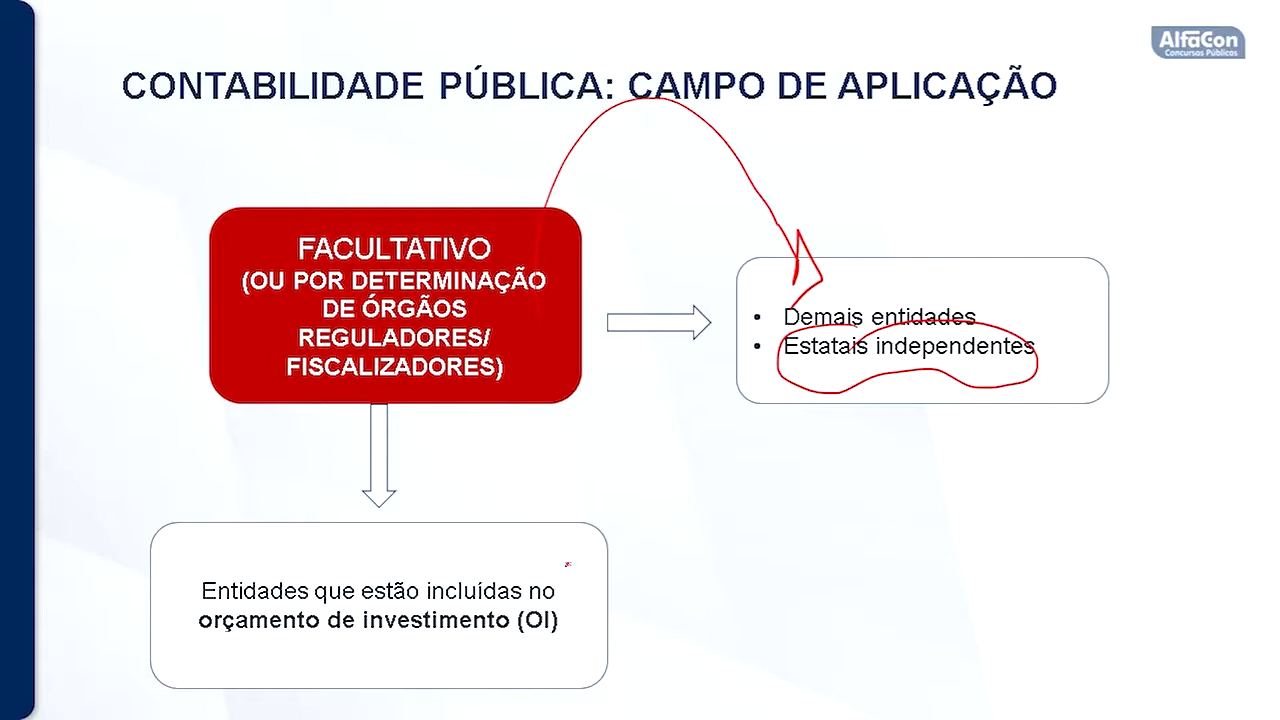 AlfaCon
Concursos Públicos
CONTABILIDADE PÚBLICA: CAMPO DE APLICAÇÃO
FACULTATIVO
(OU POR DETERMINAÇÃO
DE ÓRGÃOS
REGULADORES/
FISCALIZADORES)
• Demais entidades
• Estatais independentes
Entidades que estão incluídas no
orçamento de investimento (OI)